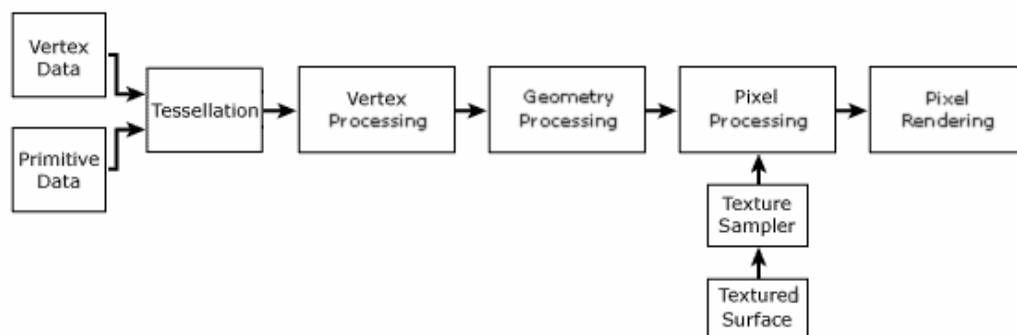 Vertex
Data
Primitive
Data
Tessellation
Vertex
Processing
Geometry
Processing
Pixel
Processing
Pixel
Rendering
Texture
Sampler
Textured
Surface